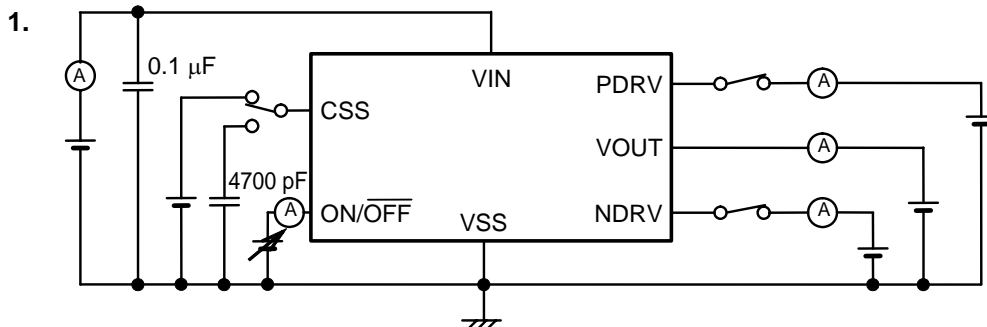 1.
A
0.1 μF
VIN
CSS
PDRV
A
VOUT
A
4700 pF
A
ON/OFF
VSS
NDRV
A